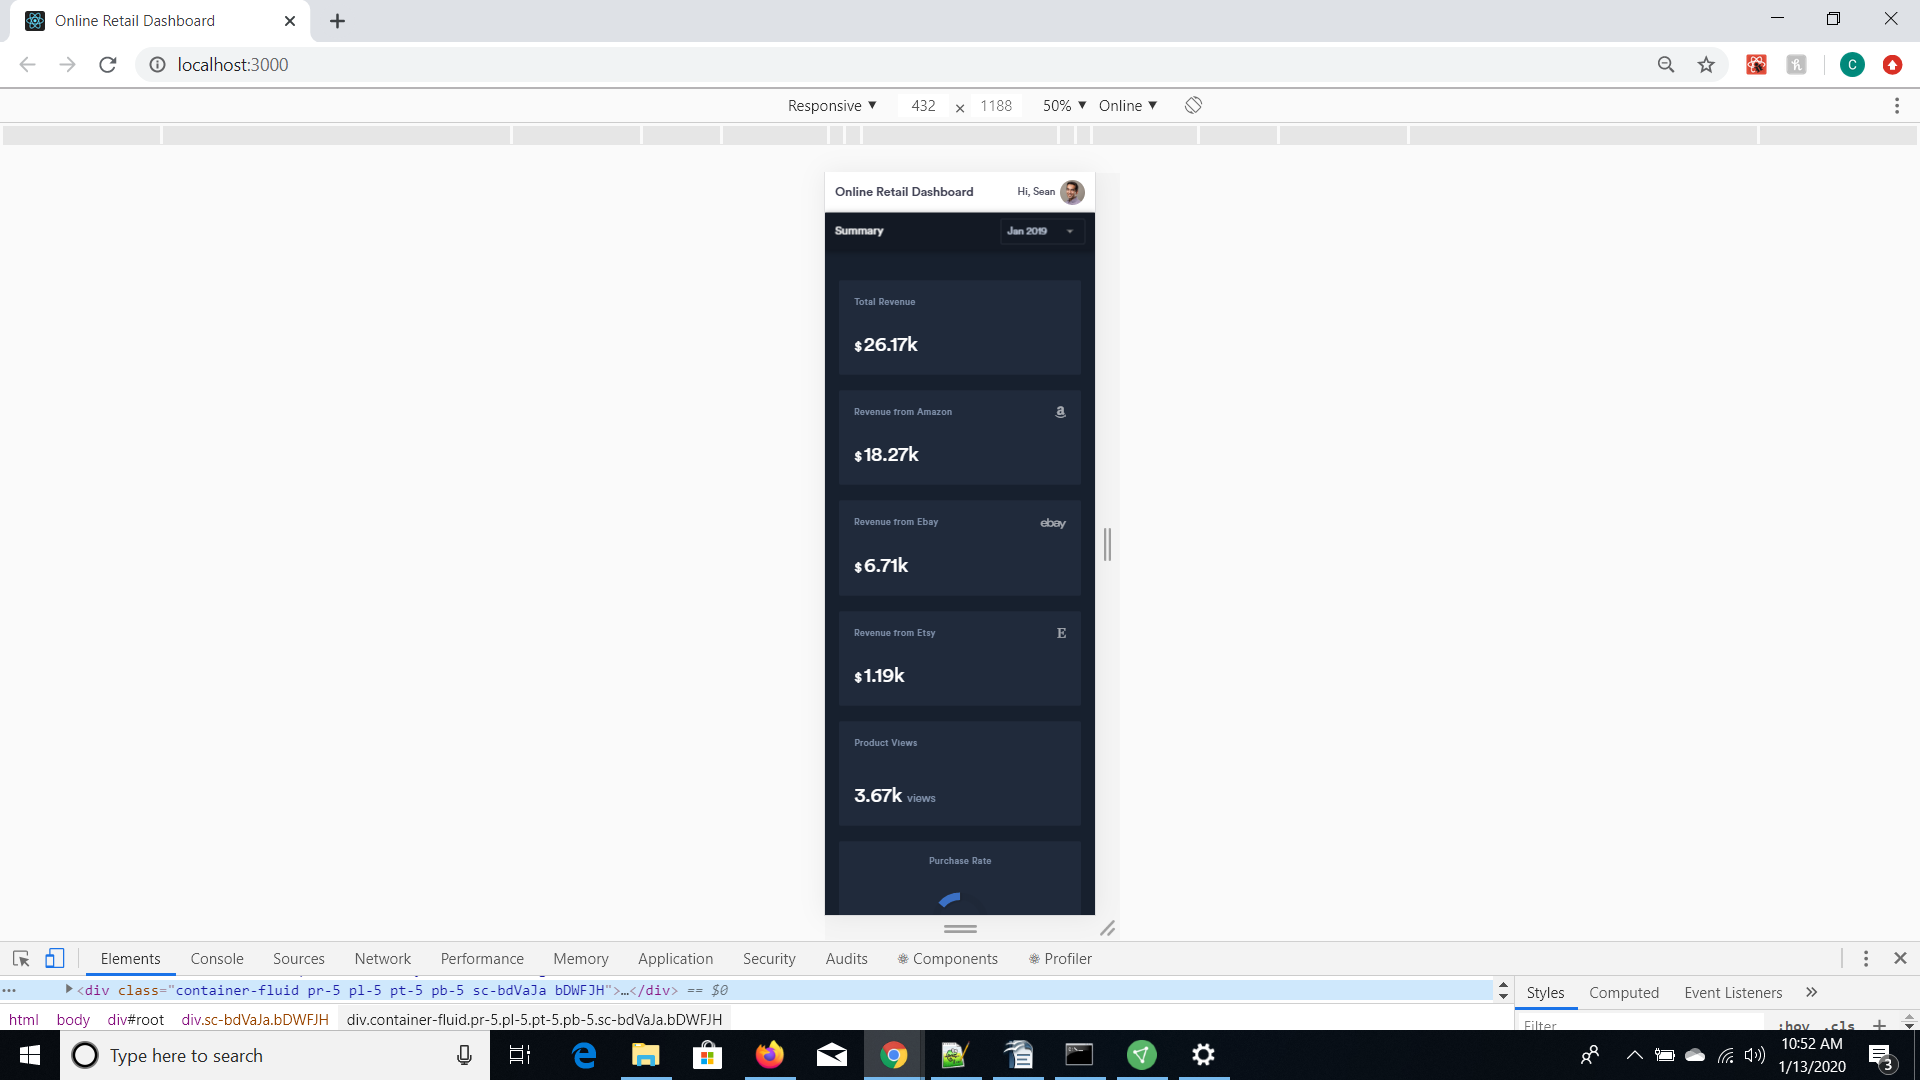 Online Retail Dashboard
localhost:3000
C
Responsive ▼ 432 × 1188 50% ▼ Online ▼
Online Retail Dashboard Hi, Sean
Summary Jan 2019
Total Revenue
$26.17k
Revenue from Amazon a
$18.27k
Revenue from Ebay ebay
$6.71k
Revenue from Etsy E
$1.19k
Product Views
3.67k views
Purchase Rate
Elements Console Sources Network Performance Memory Application Security Audits Components Profiler
<div class="container-fluid pr-5 pl-5 pt-5 pb-5 sc-bdVaJa bDWFJH">…</div> == $0
Styles Computed Event Listeners »
html body div#root div.sc-bdVaJa.bDWFJH div.container-fluid.pr-5.pl-5.pt-5.pb-5.sc-bdVaJa.bDWFJH
Filter :hov .cls +
Type here to search
10:52 AM
1/13/2020
3